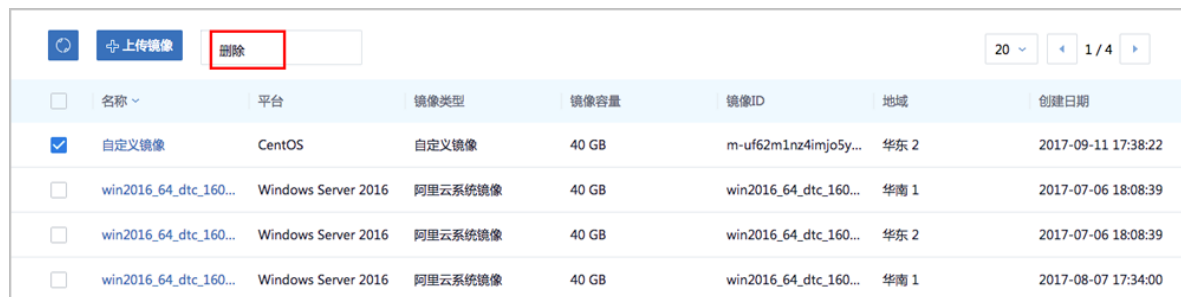 上传镜像 删除 20 1 / 4
名称 平台 镜像类型 镜像容量 镜像ID 地域 创建日期
自定义镜像 CentOS 自定义镜像 40 GB m-uf62m1nz4imjo5y... 华东 2 2017-09-11 17:38:22
win2016_64_dtc_160... Windows Server 2016 阿里云系统镜像 40 GB win2016_64_dtc_160... 华南 1 2017-07-06 18:08:39
win2016_64_dtc_160... Windows Server 2016 阿里云系统镜像 40 GB win2016_64_dtc_160... 华东 2 2017-07-06 18:08:39
win2016_64_dtc_160... Windows Server 2016 阿里云系统镜像 40 GB win2016_64_dtc_160... 华南 1 2017-08-07 17:34:00